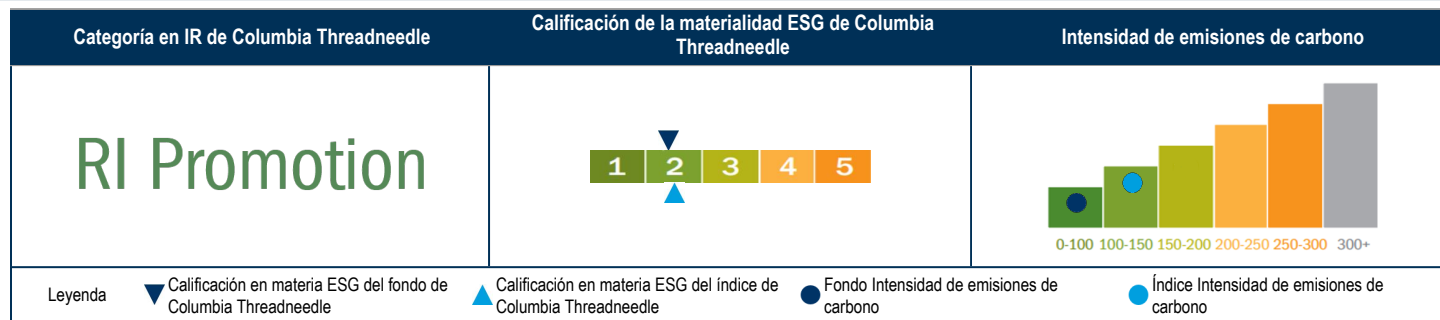 Categoría en IR de Columbia Threadneedle
Calificación de la materialidad ESG de Columbia
Threadneedle
Intensidad de emisiones de carbono
RI Promotion
1 2 3 4 5
0-100 100-150 150-200 200-250 250-300 300+
Leyenda
Calificación en materia ESG del fondo de
Columbia Threadneedle
Calificación en materia ESG del índice de
Columbia Threadneedle
Fondo Intensidad de emisiones de
carbono
Índice Intensidad de emisiones de
carbono